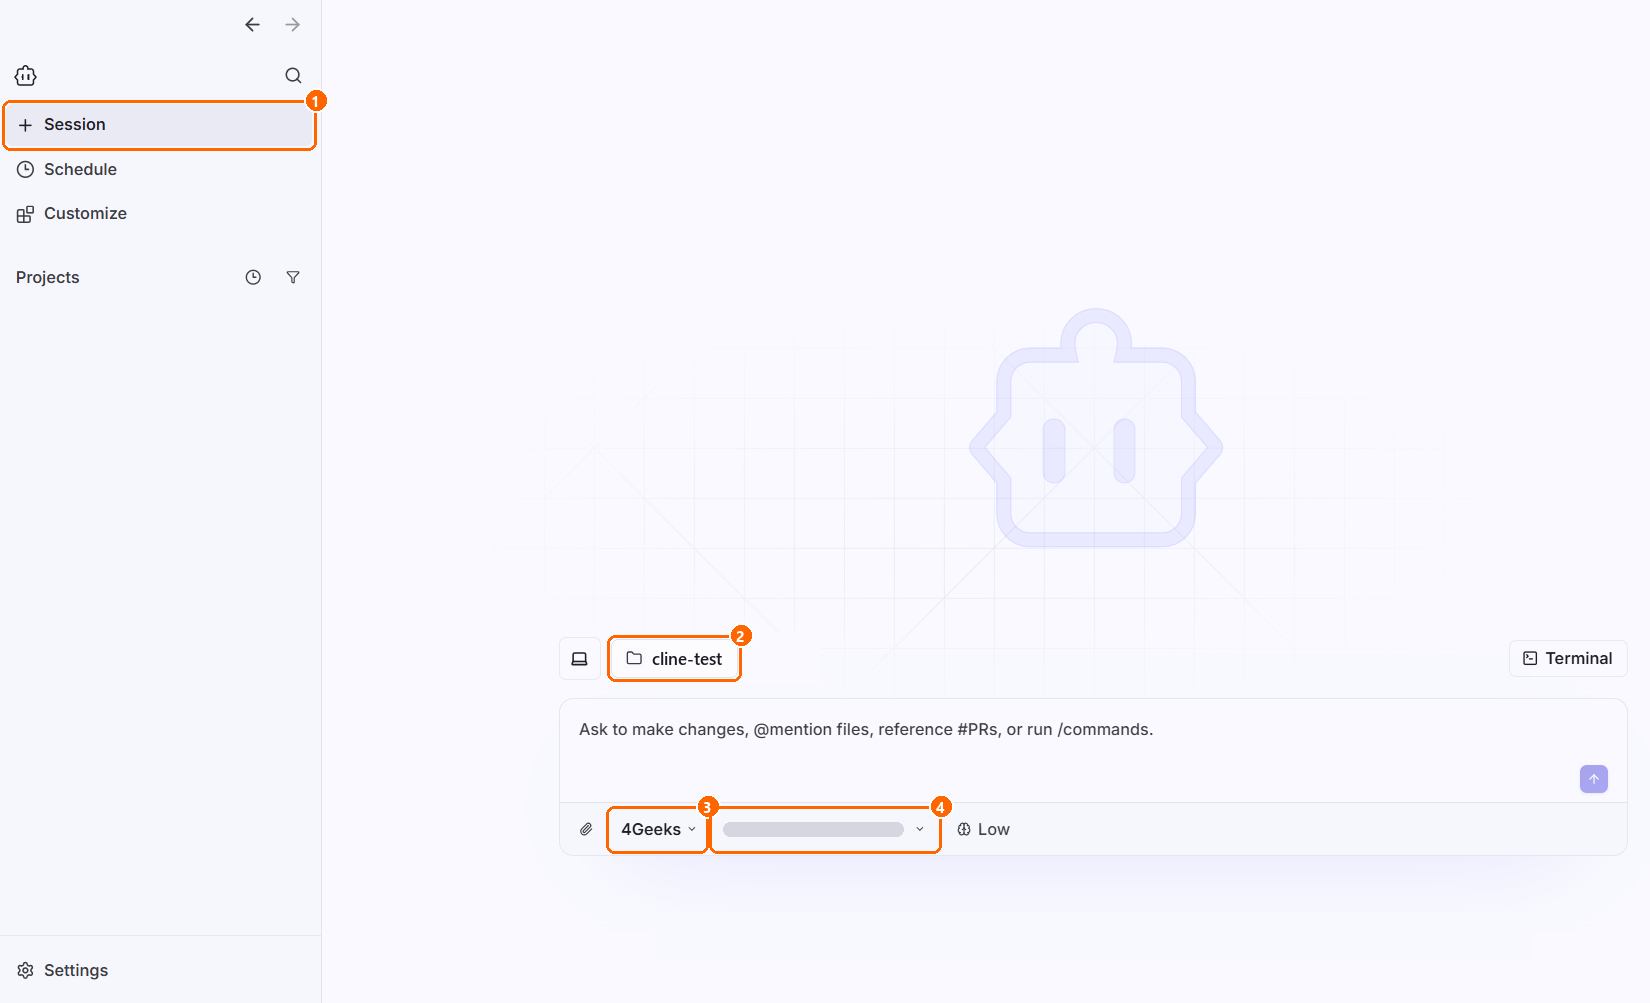 1
Session
Schedule
Customize
Projects
2
cline-test
Terminal
Ask to make changes, @mention files, reference #PRs, or run /commands.
3
4
4Geeks
Low
Settings